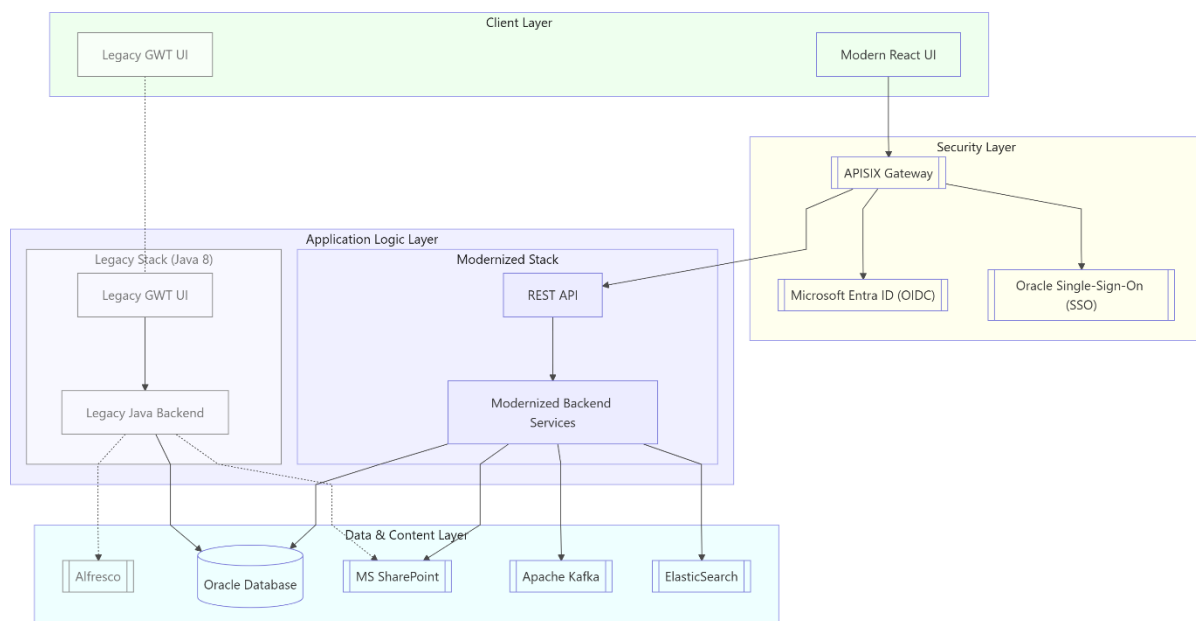 Client Layer
Legacy GWT UI
Modern React UI
Security Layer
APISIX Gateway
Microsoft Entra ID (OIDC)
Oracle Single-Sign-On
(SSO)
Application Logic Layer
Legacy Stack (Java 8)
Legacy GWT UI
Legacy Java Backend
Modernized Stack
REST API
Modernized Backend
Services
Data & Content Layer
Alfresco
Oracle Database
MS SharePoint
Apache Kafka
ElasticSearch